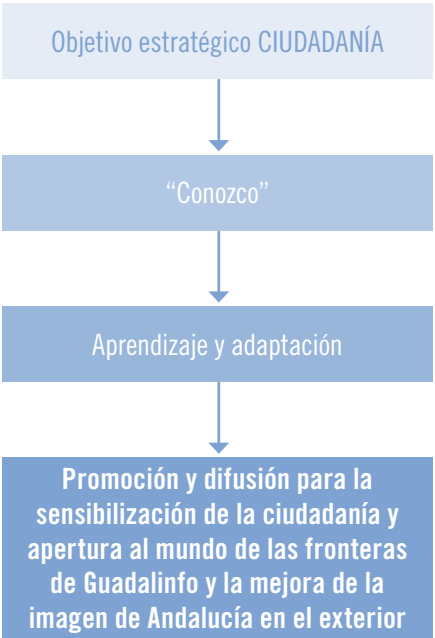 Objetivo estratégico CIUDADANÍA
“Conozco”
Aprendizaje y adaptación
Promoción y difusión para la
sensibilización de la ciudadanía y
apertura al mundo de las fronteras
de Guadalinfo y la mejora de la
imagen de Andalucía en el exterior